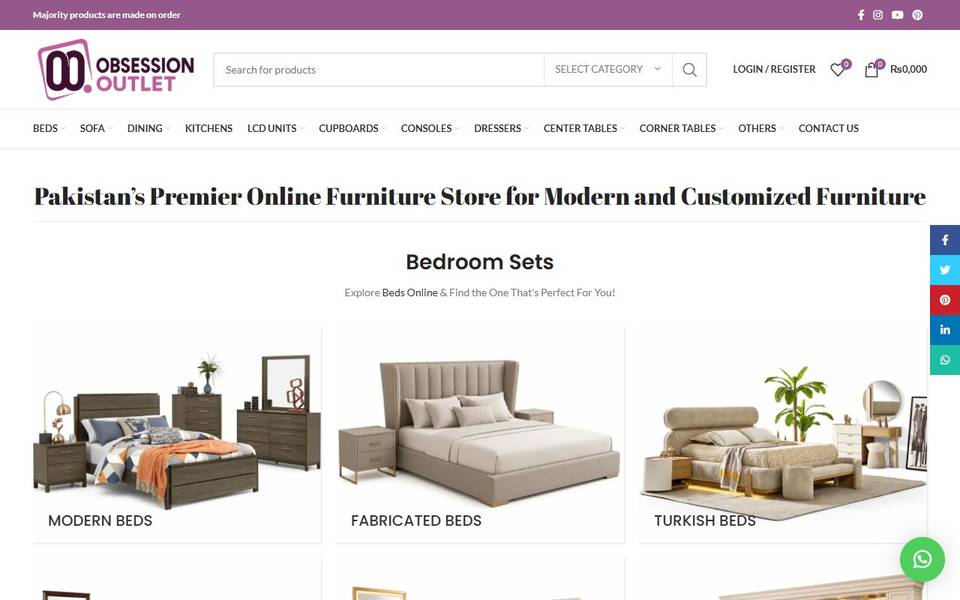 Majority products are made on order
OBSESSION
OUTLET
Search for products
SELECT CATEGORY
LOGIN / REGISTER
0
0
₨0,000
BEDS
SOFA
DINING
KITCHENS
LCD UNITS
CUPBOARDS
CONSOLES
DRESSERS
CENTER TABLES
CORNER TABLES
OTHERS
CONTACT US
Pakistan’s Premier Online Furniture Store for Modern and Customized Furniture
Bedroom Sets
Explore Beds Online & Find the One That's Perfect For You!
MODERN BEDS
FABRICATED BEDS
TURKISH BEDS